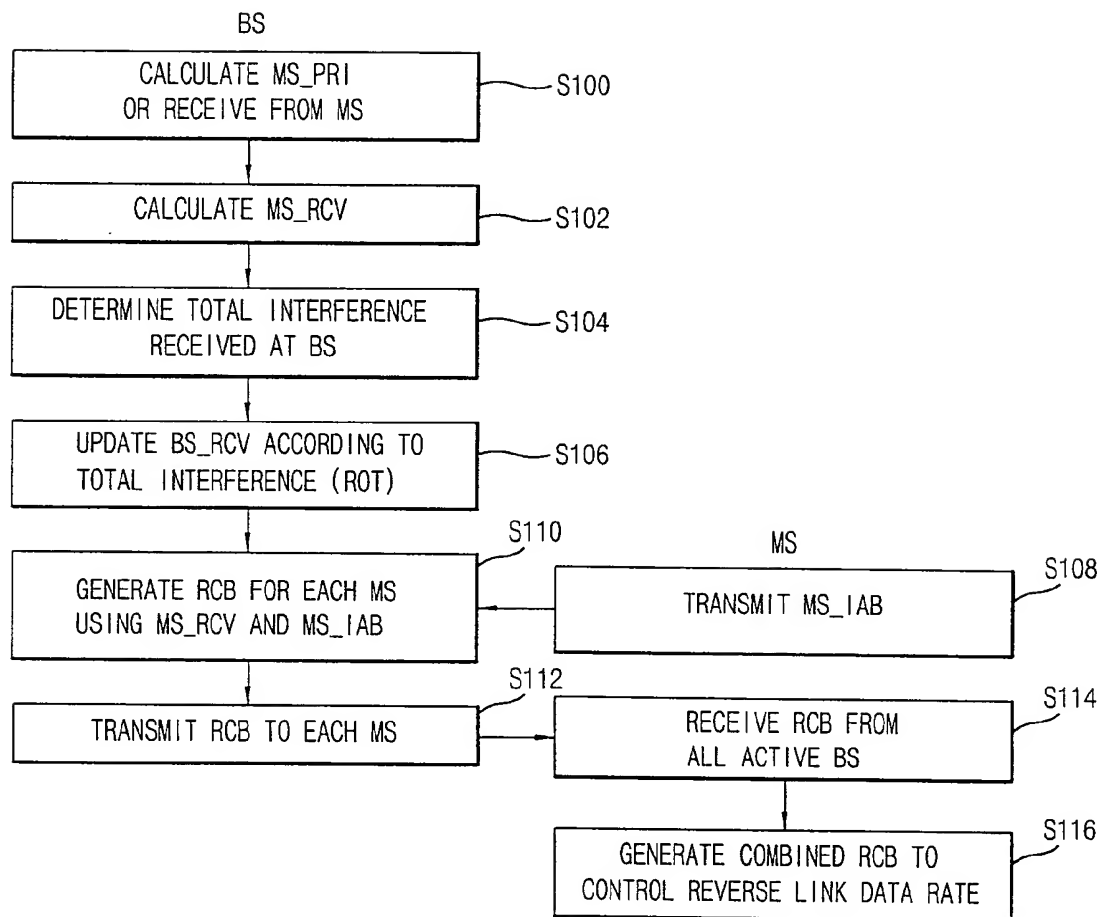 BS
CALCULATE MS_PRI
OR RECEIVE FROM MS
S100
CALCULATE MS_RCV
S102
DETERMINE TOTAL INTERFERENCE
RECEIVED AT BS
S104
UPDATE BS_RCV ACCORDING TO
TOTAL INTERFERENCE (ROT)
S106
S110
GENERATE RCB FOR EACH MS
USING MS_RCV AND MS_IAB
MS
S108
TRANSMIT MS_IAB
S112
TRANSMIT RCB TO EACH MS
S114
RECEIVE RCB FROM
ALL ACTIVE BS
S116
GENERATE COMBINED RCB TO
CONTROL REVERSE LINK DATA RATE